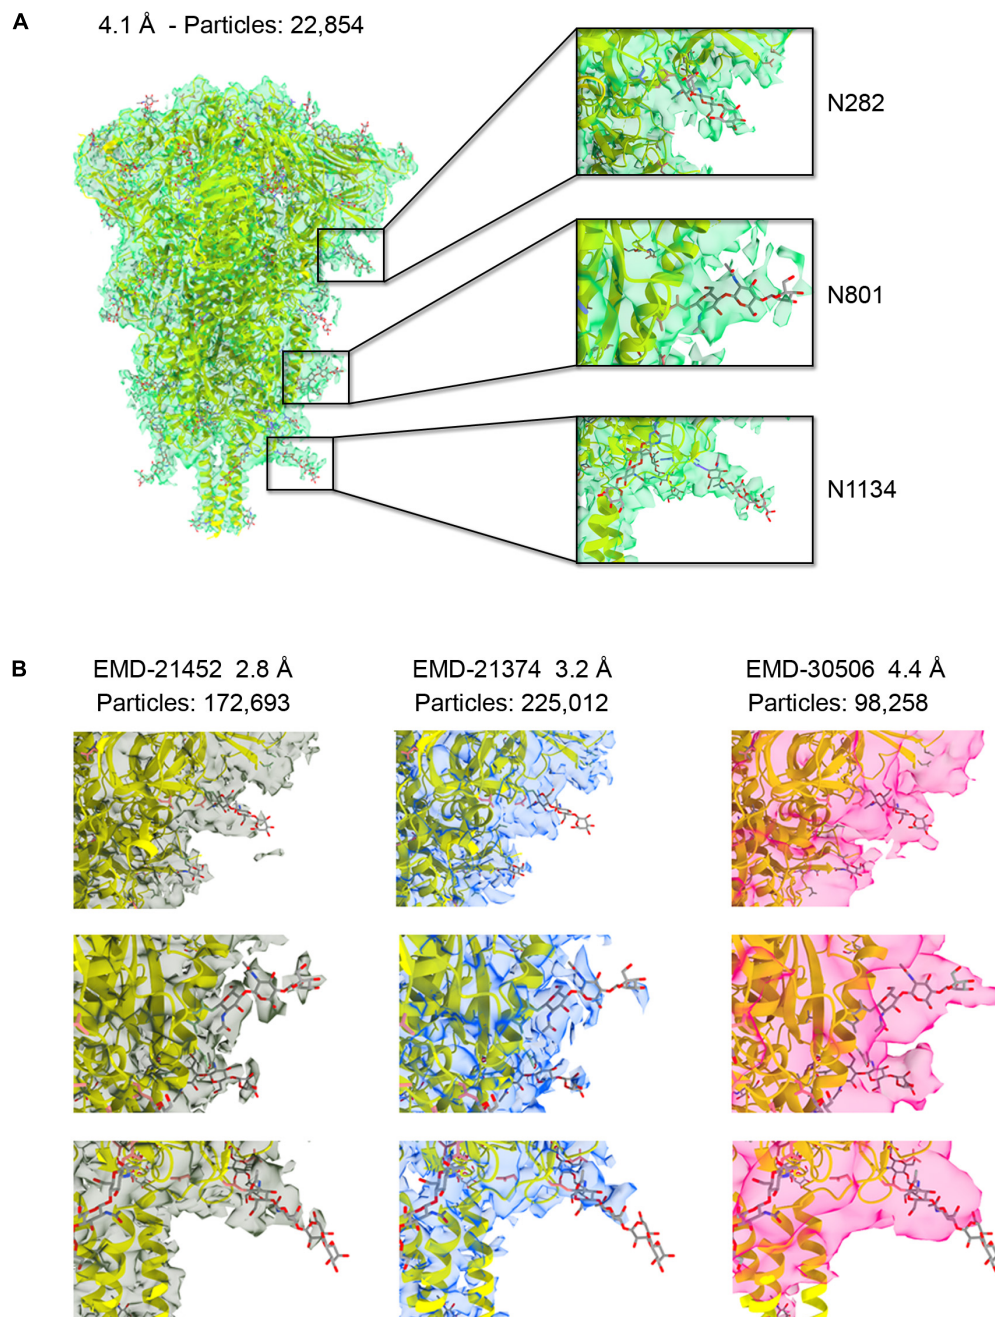 A
4.1 Å - Particles: 22,854
N282
N801
N1134
B
EMD-21452 2.8 Å
Particles: 172,693
EMD-21374 3.2 Å
Particles: 225,012
EMD-30506 4.4 Å
Particles: 98,258